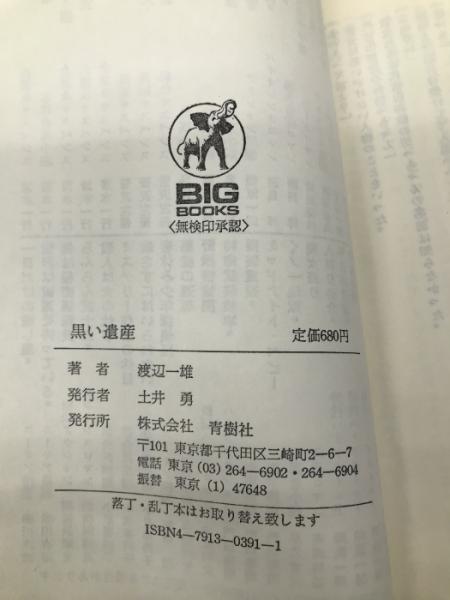 BIG
BOOKS
〈無検印承認〉
黒い遺産 定価680円
著者 渡辺一雄
発行者 土井 勇
発行所 株式会社 青樹社
〒101 東京都千代田区三崎町2-6-7
電話 東京(03)264-6902・264-6904
振替 東京(1)47648
落丁・乱丁本はお取り替え致します
ISBN4-7913-0391-1